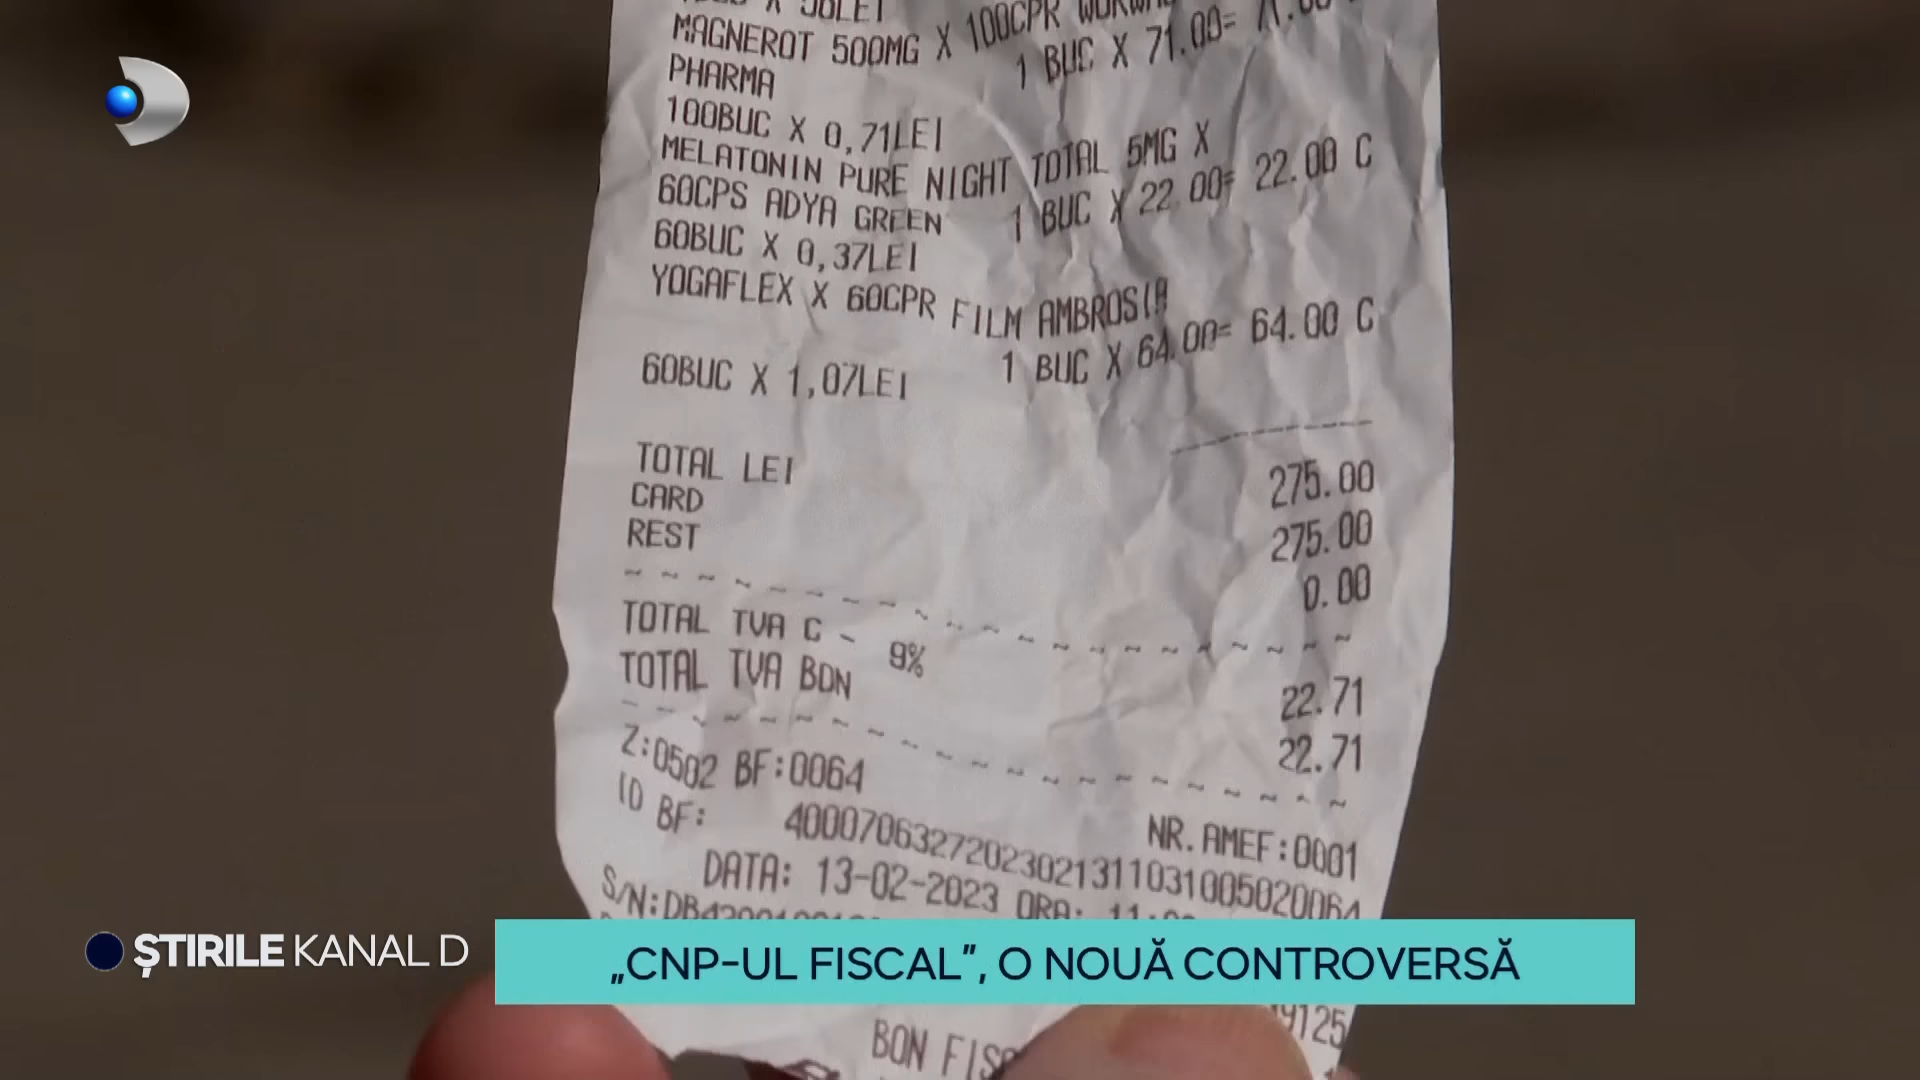 MAGNEROT 500MG X 100CPR
1 BUC X 71.00=
PHARMA
100BUC X 0,71LEI
MELATONIN PURE NIGHT TOTAL 5MG X
60CPS ADYA GREEN 1 BUC X 22.00= 22.00 C
60BUC X 0,37LEI
YOGAFLEX X 60CPR FILM AMBROSIA
1 BUC X 64.00= 64.00 C
60BUC X 1,07LEI
TOTAL LEI 275.00
CARD 275.00
REST 0.00
TOTAL TVA C - 9% 22.71
TOTAL TVA BON 22.71
Z:0502 BF:0064 NR.AMEF:0001
ID BF: 40007063272023021311031005020064
DATA: 13-02-2023 ORA:
BON
ȘTIRILE KANAL D
„CNP-UL FISCAL”, O NOUĂ CONTROVERSĂ